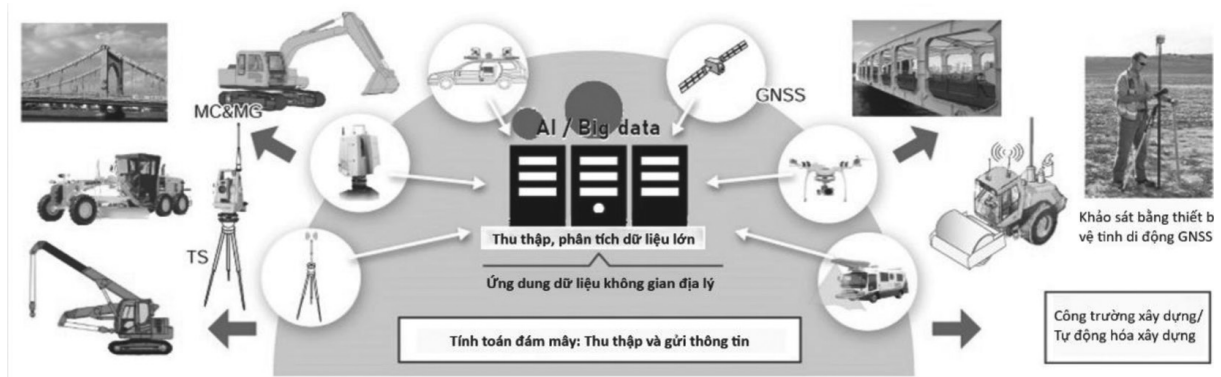 MC&MG
GNSS
AI / Big data
TS
Thu thập, phân tích dữ liệu lớn
Ứng dung dữ liệu không gian địa lý
Tính toán đám mây: Thu thập và gửi thông tin
Khảo sát bằng thiết b
vệ tinh di động GNSS
Công trường xây dựng/
Tự động hóa xây dựng